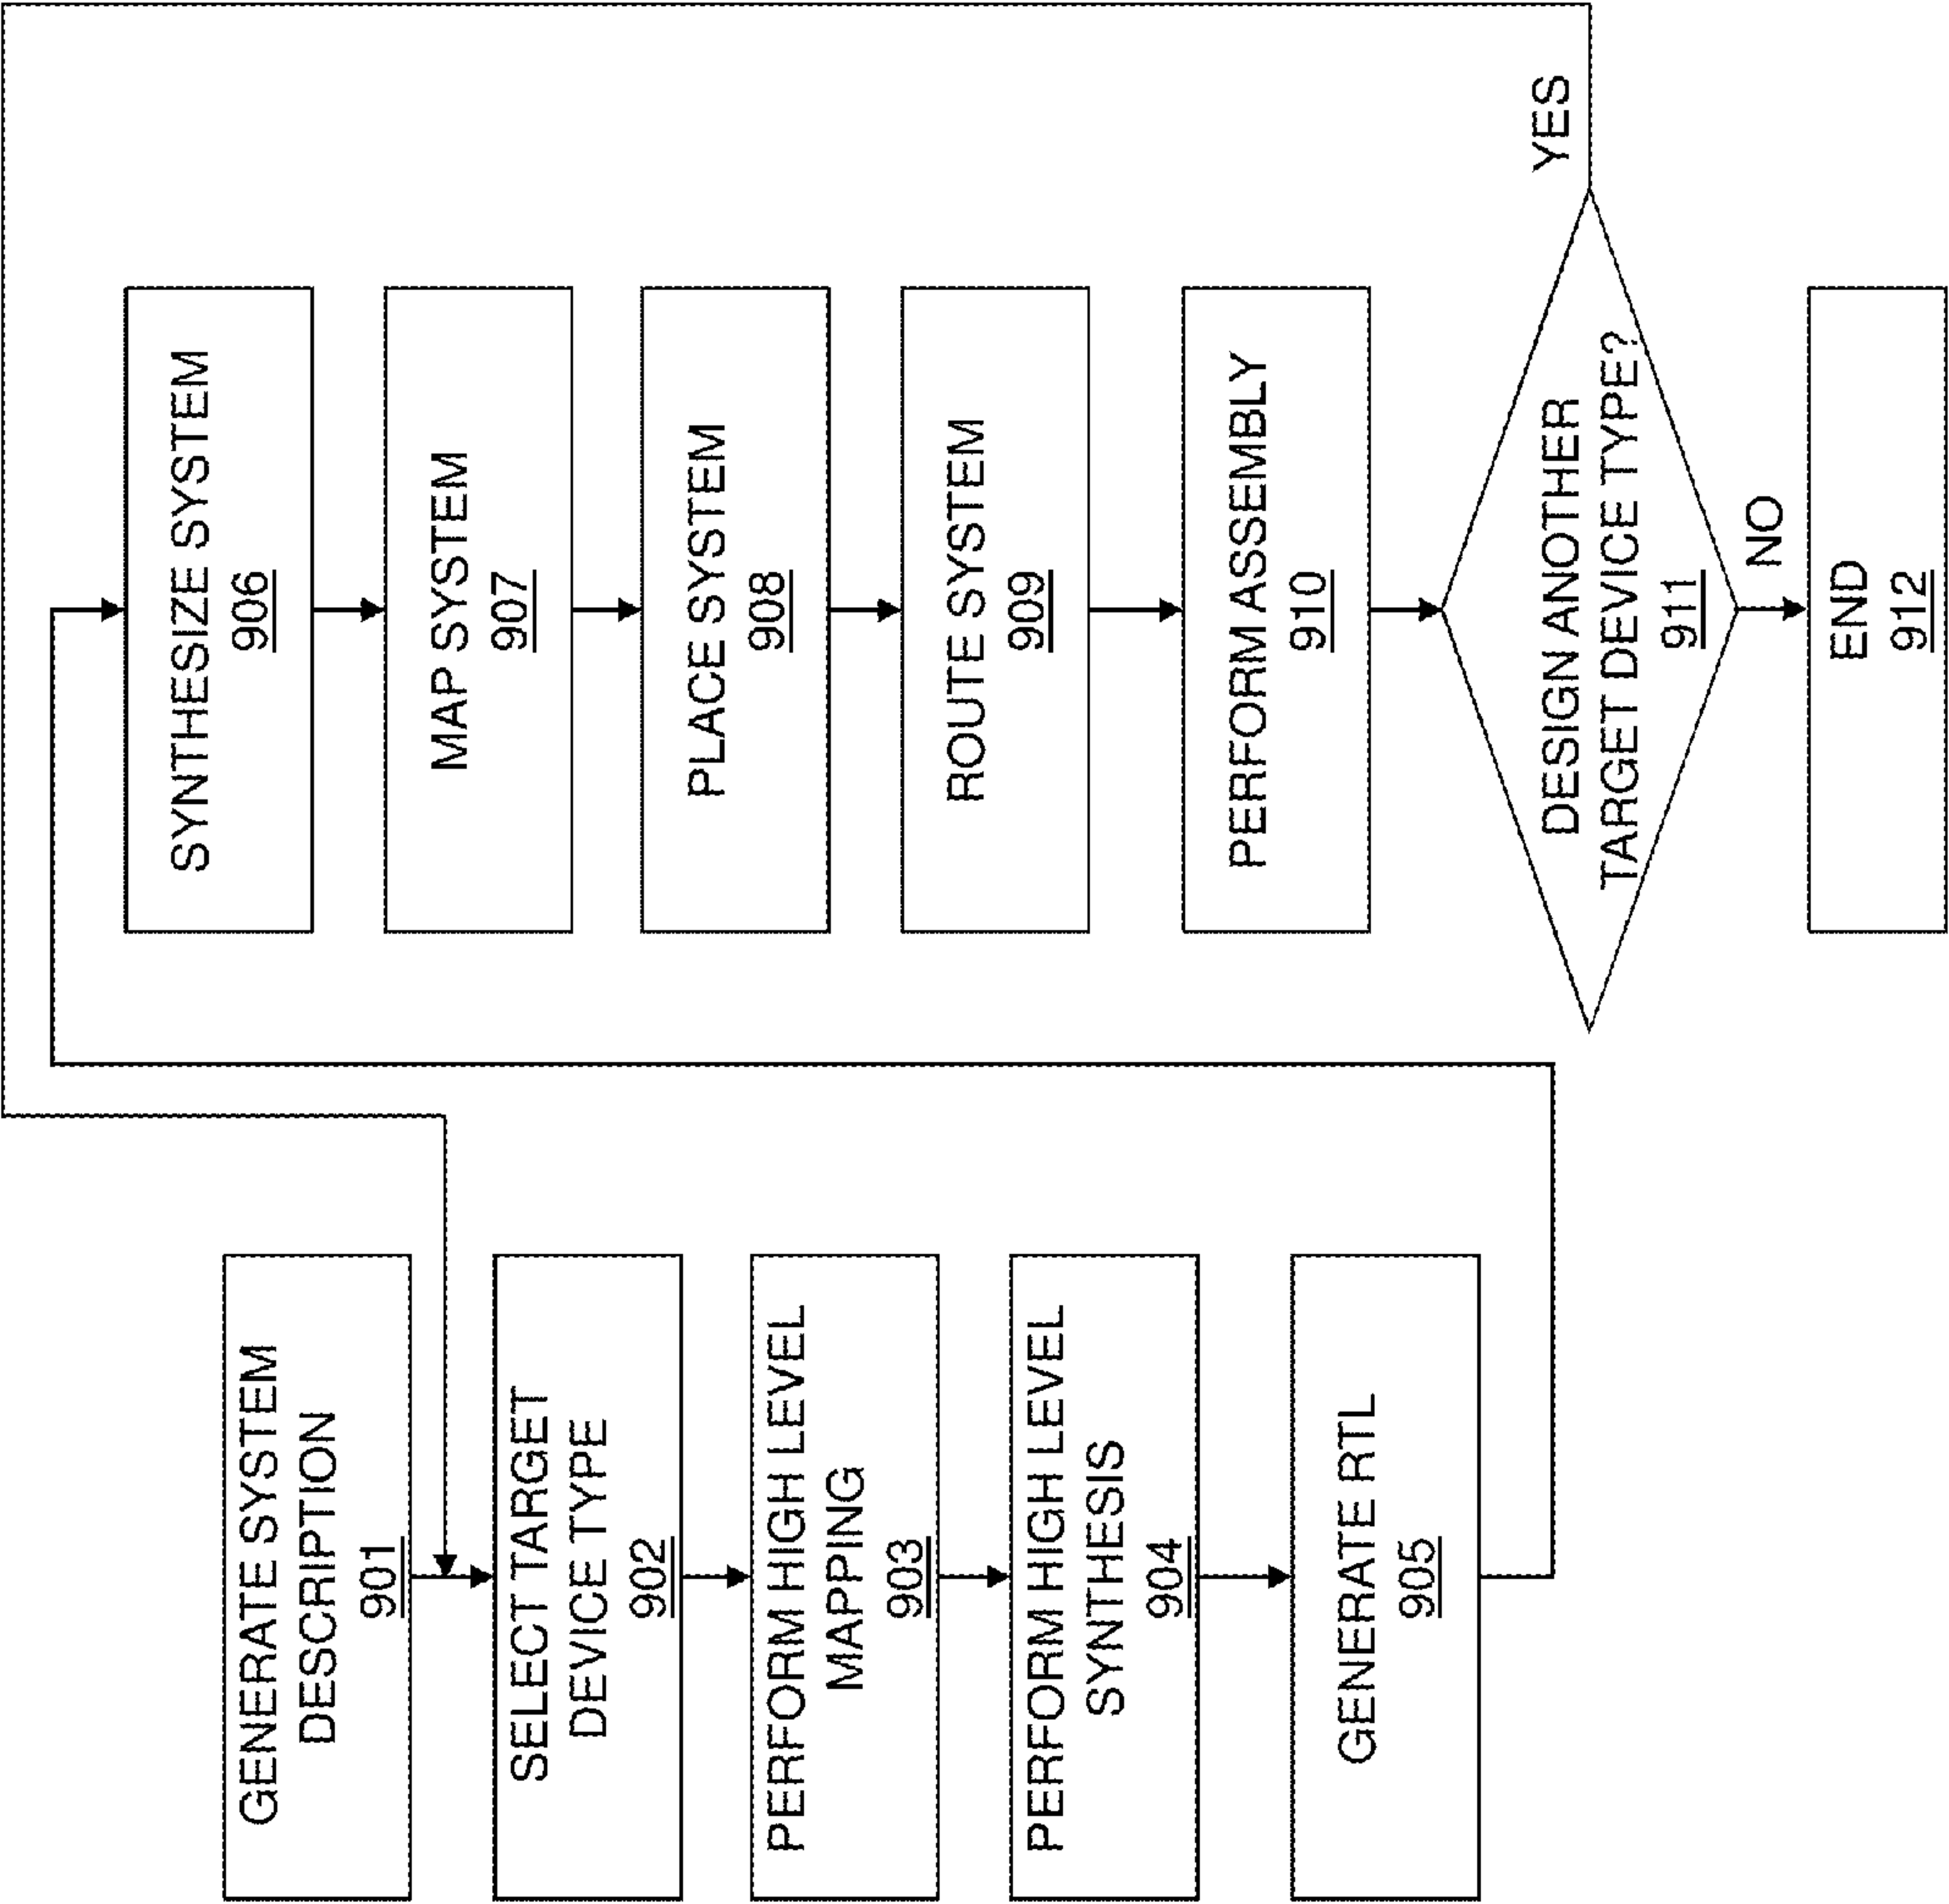 GENERATE SYSTEM
DESCRIPTION
901
SELECT TARGET
DEVICE TYPE
902
PERFORM HIGH LEVEL
MAPPING
903
PERFORM HIGH LEVEL
SYNTHESIS
904
GENERATE RTL
905
SYNTHESIZE SYSTEM
906
MAP SYSTEM
907
PLACE SYSTEM
908
ROUTE SYSTEM
909
PERFORM ASSEMBLY
910
DESIGN ANOTHER
TARGET DEVICE TYPE?
911
YES
NO
END
912